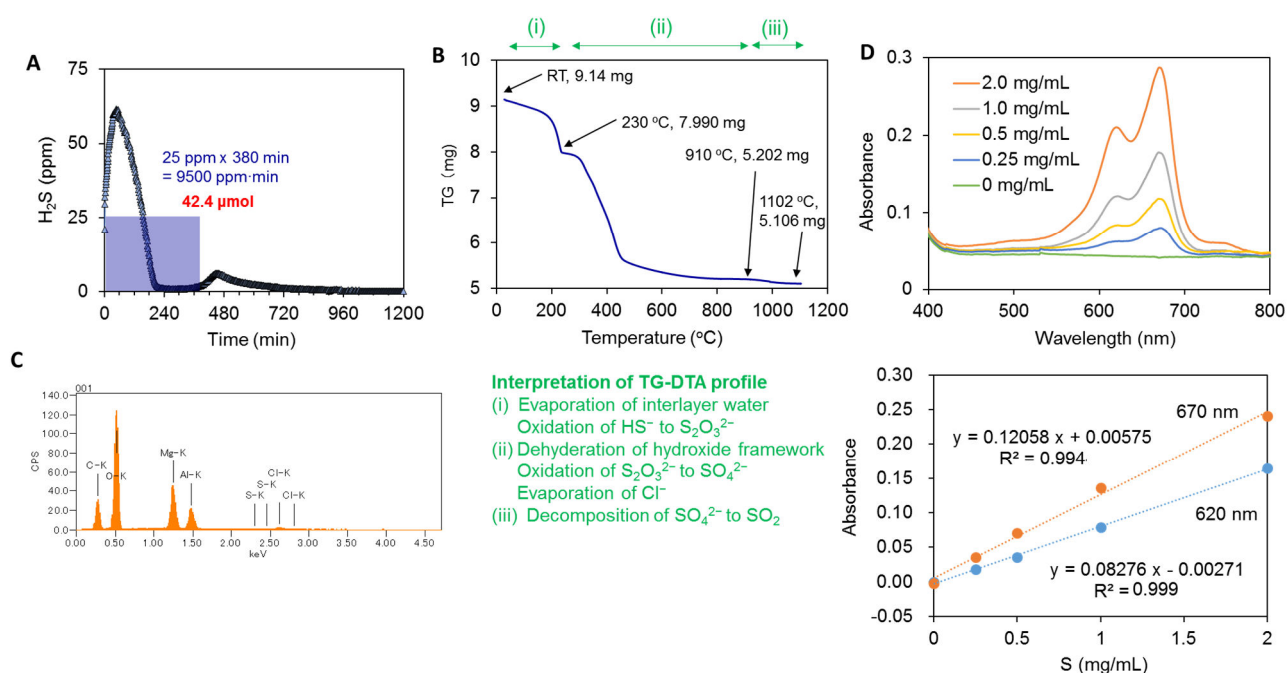 A
75
50
25
0
H₂S (ppm)
0 240 480 720 960 1200
Time (min)
25 ppm x 380 min
= 9500 ppm·min
42.4 µmol
(i) (ii) (iii)
B
10
9
8
7
6
5
TG (mg)
0 200 400 600 800 1000 1200
Temperature (°C)
RT, 9.14 mg
230 °C, 7.990 mg
910 °C, 5.202 mg
1102 °C,
5.106 mg
C
001
140.0
120.0
100.0
80.0
60.0
40.0
20.0
0.0
CPS
C-K
O-K
Mg-K
Al-K
S-K
S-K
Cl-K
Cl-K
0.00 0.50 1.00 1.50 2.00 2.50 3.00 3.50 4.00 4.50
keV
Interpretation of TG-DTA profile
(i) Evaporation of interlayer water
Oxidation of HS⁻ to S₂O₃²⁻
(ii) Dehyderation of hydroxide framework
Oxidation of S₂O₃²⁻ to SO₄²⁻
Evaporation of Cl⁻
(iii) Decomposition of SO₄²⁻ to SO₂
D
0.3
0.2
0.1
0
Absorbance
400 500 600 700 800
Wavelength (nm)
2.0 mg/mL
1.0 mg/mL
0.5 mg/mL
0.25 mg/mL
0 mg/mL
0.30
0.25
0.20
0.15
0.10
0.05
0.00
-0.05
Absorbance
670 nm
y = 0.12058 x + 0.00575
R² = 0.994
620 nm
y = 0.08276 x - 0.00271
R² = 0.999
0 0.5 1 1.5 2
S (mg/mL)